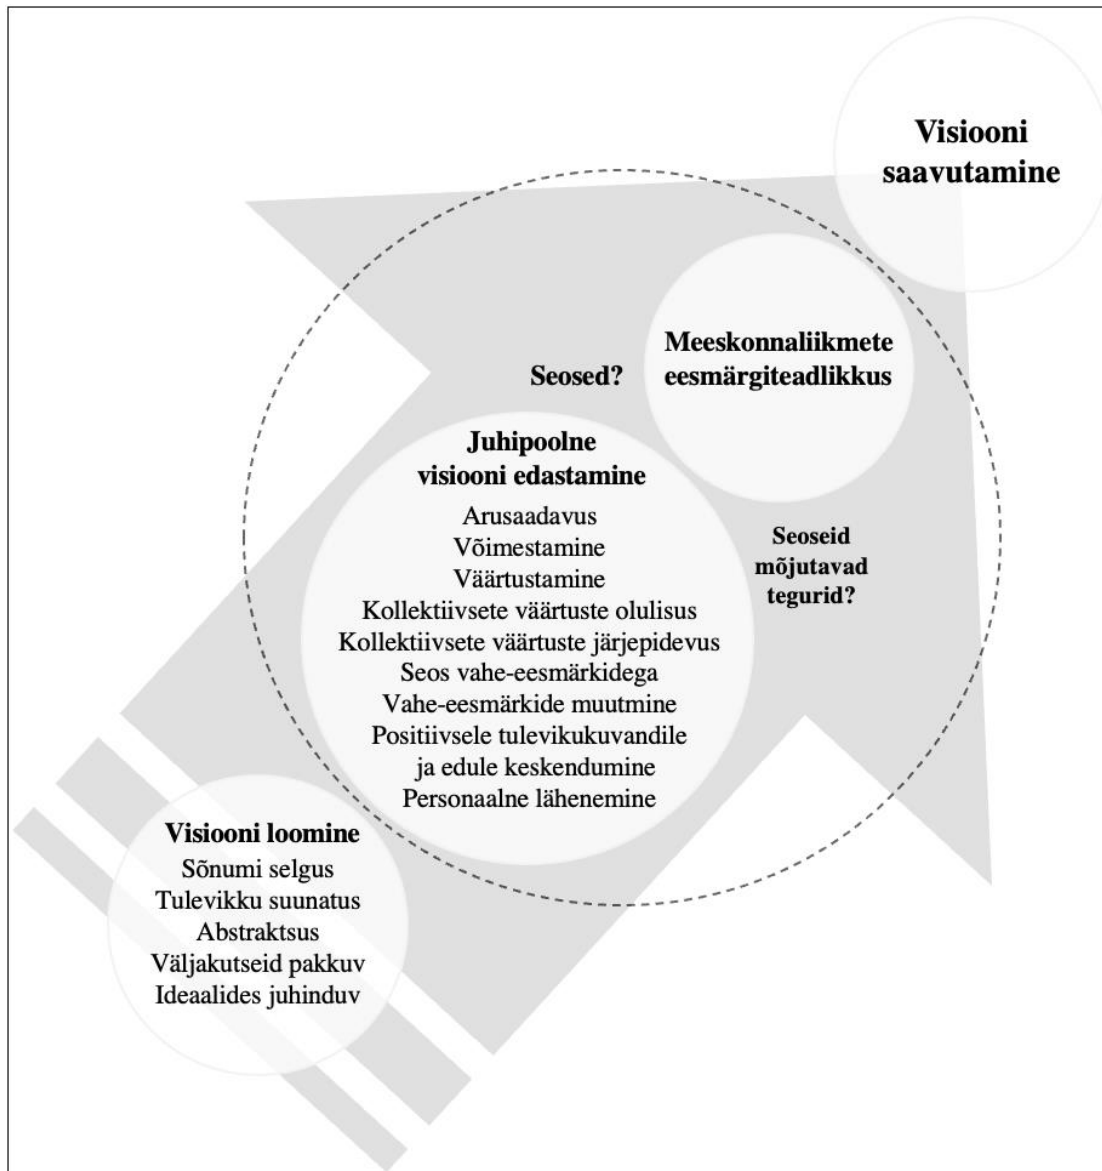 Visiooni
saavutamine
Meeskonnaliikmete
eesmärgiteadlikkus
Seosed?
Juhipoolne
visiooni edastamine
Arusaadavus
Võimestamine
Väärtustamine
Kollektiivsete väärtuste olulisus
Kollektiivsete väärtuste järjepidevus
Seos vahe-eesmärkidega
Vahe-eesmärkide muutmine
Positiivsele tulevikukuvandile
ja edule keskendumine
Personaalne lähenemine
Seoseid
mõjutavad
tegurid?
Visiooni loomine
Sõnumi selgus
Tulevikku suunatus
Abstraktsus
Väljakutseid pakkuv
Ideaalides juhinduv